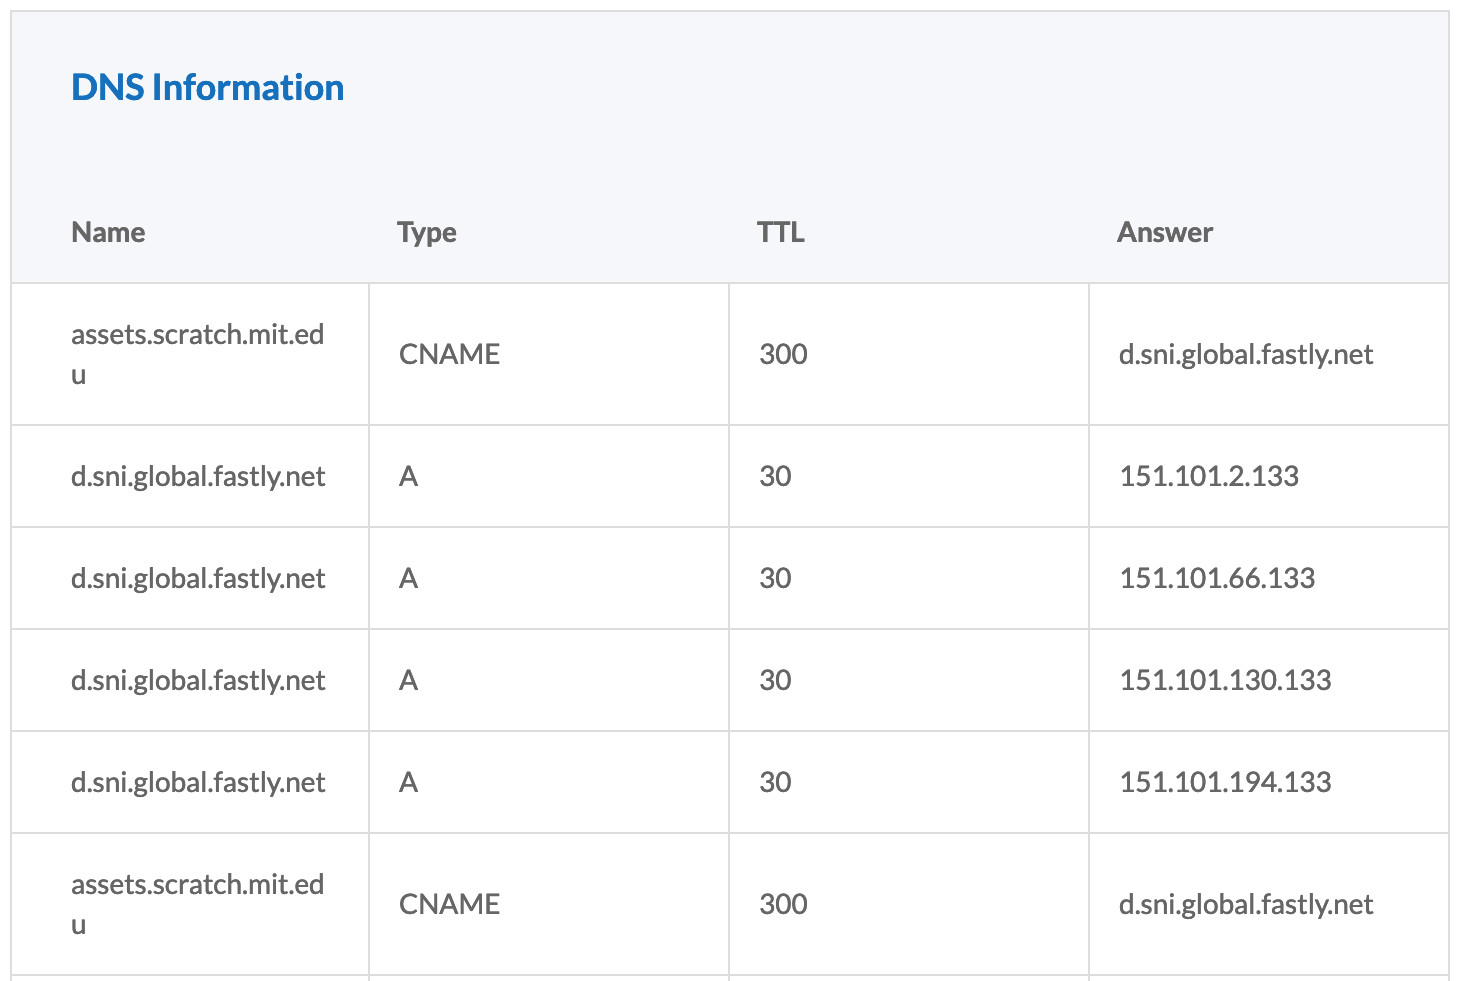 DNS Information
Name Type TTL Answer
assets.scratch.mit.ed
u CNAME 300 d.sni.global.fastly.net
d.sni.global.fastly.net A 30 151.101.2.133
d.sni.global.fastly.net A 30 151.101.66.133
d.sni.global.fastly.net A 30 151.101.130.133
d.sni.global.fastly.net A 30 151.101.194.133
assets.scratch.mit.ed
u CNAME 300 d.sni.global.fastly.net